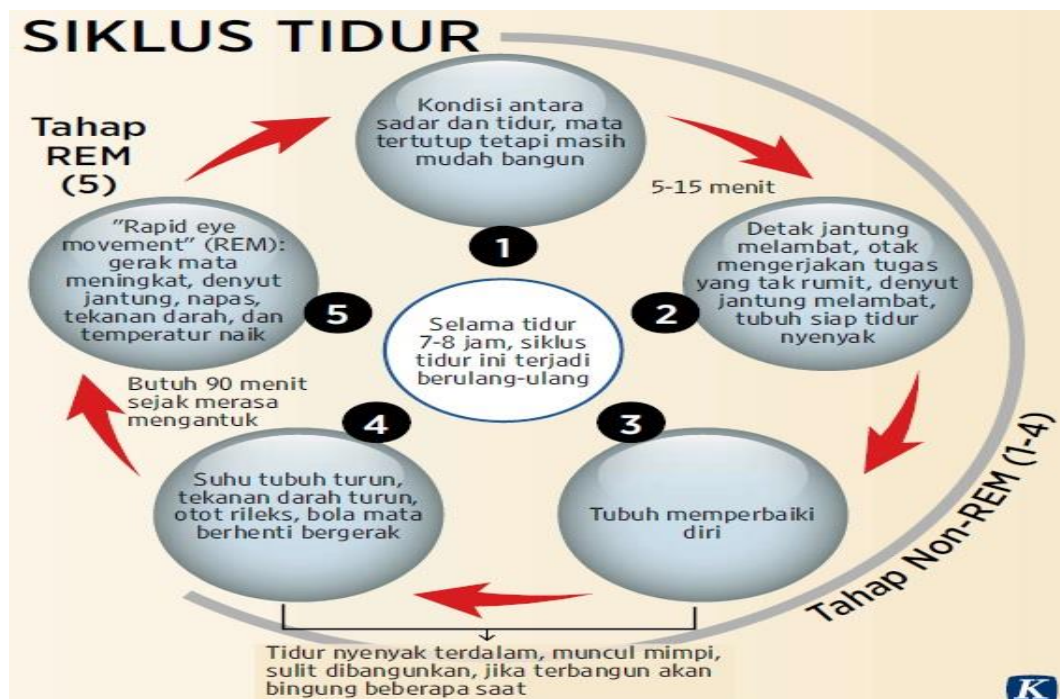 SIKLUS TIDUR
Kondisi antara
sadar dan tidur, mata
tertutup tetapi masih
mudah bangun
1
5-15 menit
Detak jantung
melambat, otak
mengerjakan tugas
yang tak rumit, denyut
jantung melambat,
tubuh siap tidur
nyenyak
2
Tubuh memperbaiki
diri
3
Suhu tubuh turun,
tekanan darah turun,
otot rileks, bola mata
berhenti bergerak
4
Tidur nyenyak terdalam, muncul mimpi,
sulit dibangunkan, jika terbangun akan
bingung beberapa saat
Tahap Non-REM (1-4)
Butuh 90 menit
sejak merasa
mengantuk
Tahap
REM
(5)
"Rapid eye
movement" (REM):
gerak mata
meningkat, denyut
jantung, napas,
tekanan darah, dan
temperatur naik
5
Selama tidur
7-8 jam, siklus
tidur ini terjadi
berulang-ulang
K